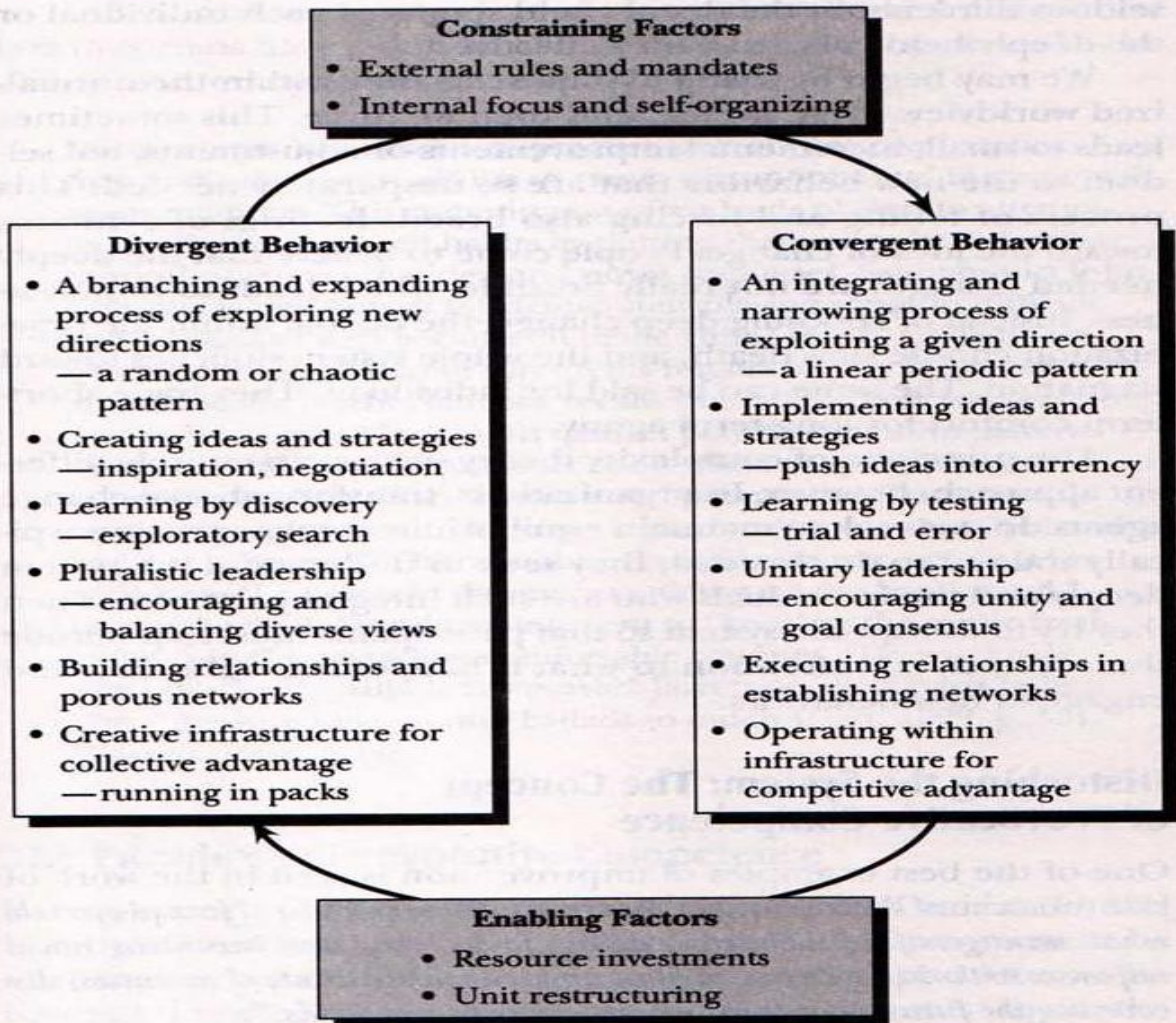 Constraining Factors
• External rules and mandates
• Internal focus and self-organizing
Divergent Behavior
• A branching and expanding
process of exploring new
directions
—a random or chaotic
pattern
• Creating ideas and strategies
—inspiration, negotiation
• Learning by discovery
—exploratory search
• Pluralistic leadership
—encouraging and
balancing diverse views
• Building relationships and
porous networks
• Creative infrastructure for
collective advantage
—running in packs
Convergent Behavior
• An integrating and
narrowing process of
exploiting a given direction
—a linear periodic pattern
• Implementing ideas and
strategies
—push ideas into currency
• Learning by testing
—trial and error
• Unitary leadership
—encouraging unity and
goal consensus
• Executing relationships in
establishing networks
• Operating within
infrastructure for
competitive advantage
Enabling Factors
• Resource investments
• Unit restructuring